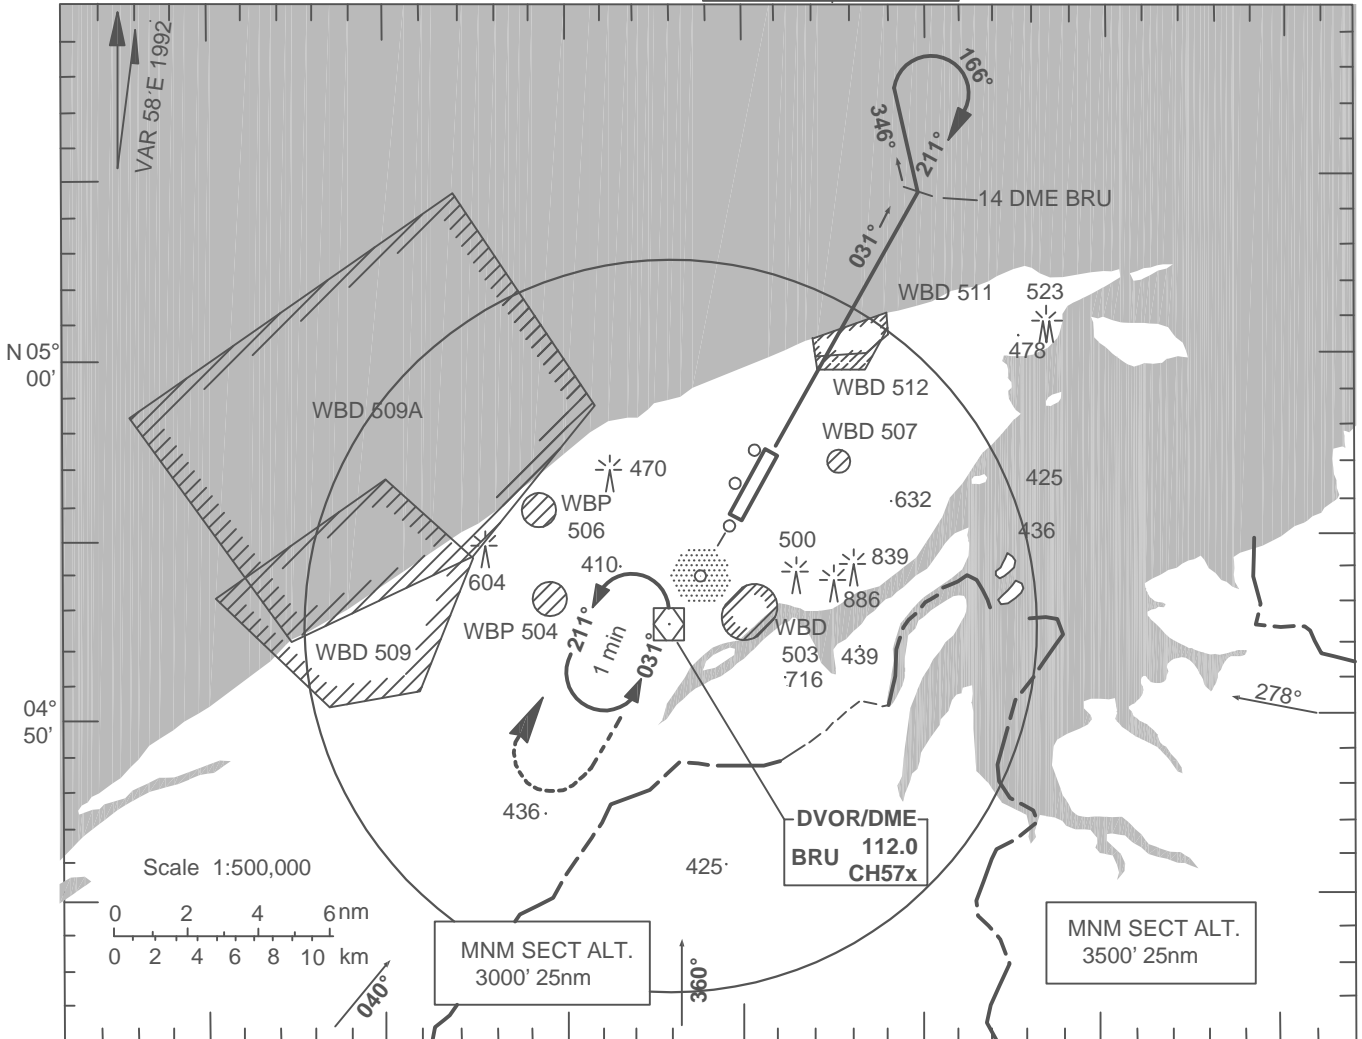 VAR 58'E 1992
166°
346°
211°
14 DME BRU
031°
WBD 511
523
478
N 05°
00'
WBD 512
WBD 509A
WBD 507
470
425
WBP
506
632
436
500
410
604
839
886
WBP 504
211°
1 min
031°
WBD
503
439
WBD 509
716
278°
04°
50'
436
DVOR/DME
BRU 112.0
CH57x
425
Scale 1:500,000
0 2 4 6 nm
0 2 4 6 8 10 km
MNM SECT ALT.
3000' 25nm
MNM SECT ALT.
3500' 25nm
040°
360°